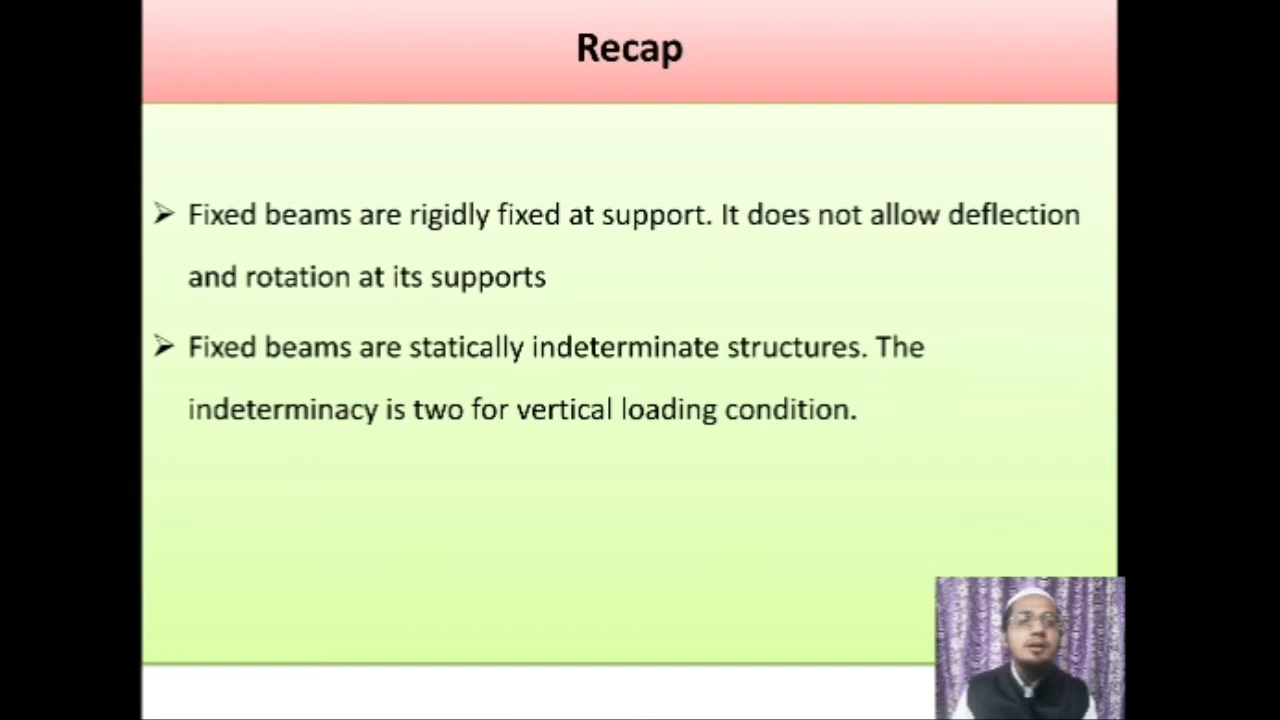 Recap
➢ Fixed beams are rigidly fixed at support. It does not allow deflection
and rotation at its supports
➢ Fixed beams are statically indeterminate structures. The
indeterminacy is two for vertical loading condition.